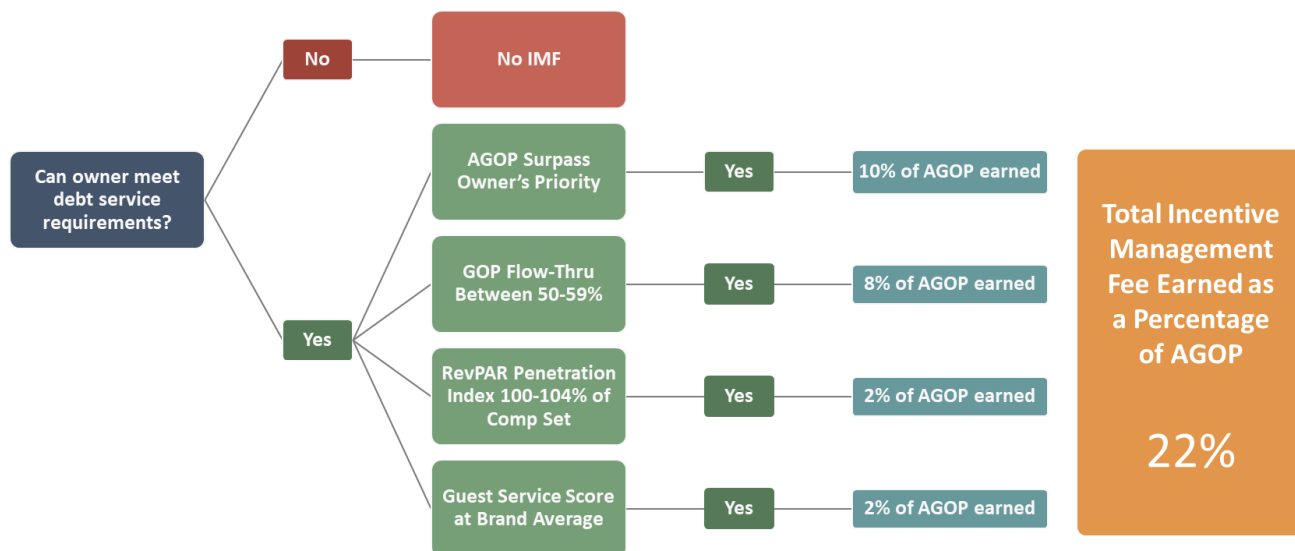 No
No IMF
Can owner meet
debt service
requirements?
Yes
AGOP Surpass
Owner’s Priority
Yes
10% of AGOP earned
GOP Flow-Thru
Between 50-59%
Yes
8% of AGOP earned
RevPAR Penetration
Index 100-104% of
Comp Set
Yes
2% of AGOP earned
Guest Service Score
at Brand Average
Yes
2% of AGOP earned
Total Incentive
Management
Fee Earned as
a Percentage
of AGOP
22%